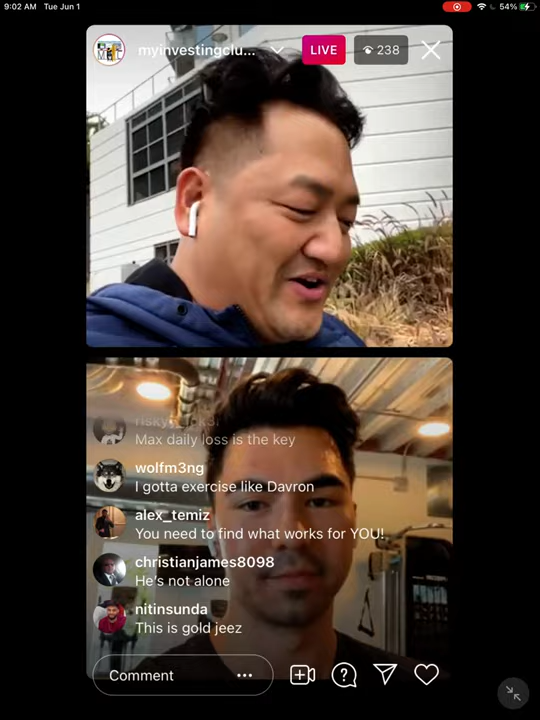 9:02 AM Tue Jun 1
54%
myinvestingclu...
LIVE
238
Max daily loss is the key
wolfm3ng
I gotta exercise like Davron
alex_temiz
You need to find what works for YOU!
christianjames8098
He's not alone
nitinsunda
This is gold jeez
Comment